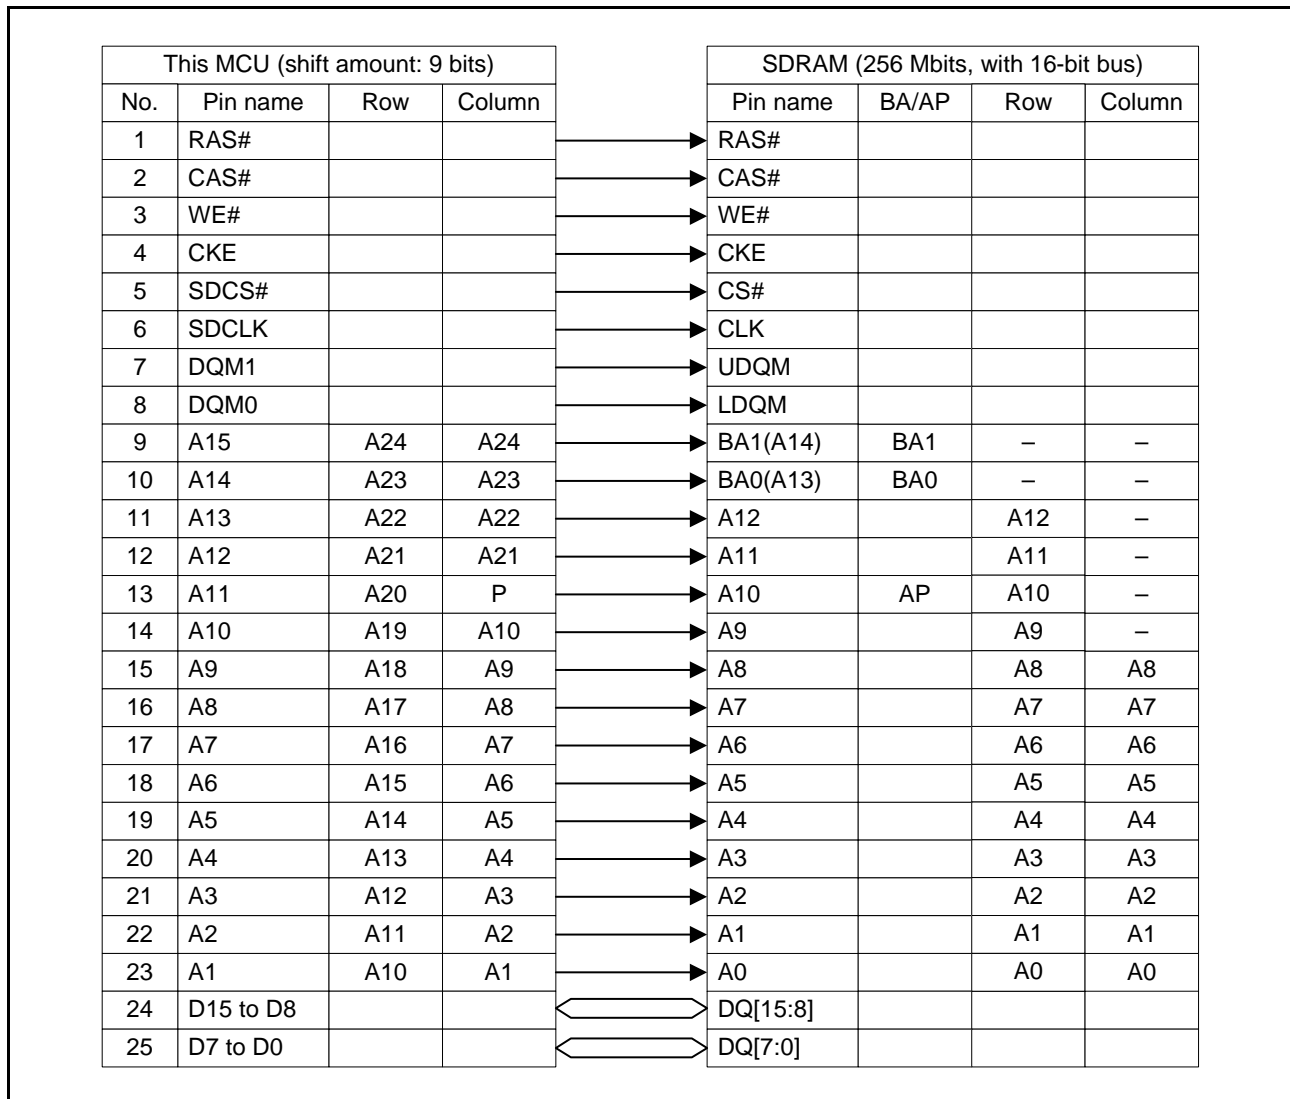 This MCU (shift amount: 9 bits) SDRAM (256 Mbits, with 16-bit bus)
No. Pin name Row Column Pin name BA/AP Row Column
1 RAS# RAS#
2 CAS# CAS#
3 WE# WE#
4 CKE CKE
5 SDCS# CS#
6 SDCLK CLK
7 DQM1 UDQM
8 DQM0 LDQM
9 A15 A24 A24 BA1(A14) BA1 – –
10 A14 A23 A23 BA0(A13) BA0 – –
11 A13 A22 A22 A12 A12 –
12 A12 A21 A21 A11 A11 –
13 A11 A20 P A10 AP A10 –
14 A10 A19 A10 A9 A9 –
15 A9 A18 A9 A8 A8 A8
16 A8 A17 A8 A7 A7 A7
17 A7 A16 A7 A6 A6 A6
18 A6 A15 A6 A5 A5 A5
19 A5 A14 A5 A4 A4 A4
20 A4 A13 A4 A3 A3 A3
21 A3 A12 A3 A2 A2 A2
22 A2 A11 A2 A1 A1 A1
23 A1 A10 A1 A0 A0 A0
24 D15 to D8 DQ[15:8]
25 D7 to D0 DQ[7:0]